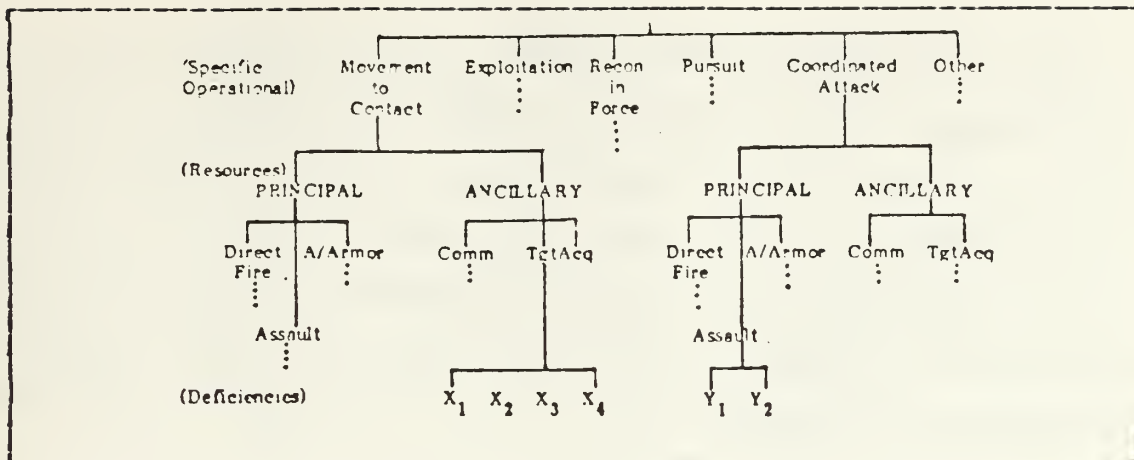 'Specific Operational)
Movement to Contact
Exploitation
Recon in Force
Pursuit
Coordinated Attack
Other
(Resources)
PRINCIPAL
ANCILLARY
PRINCIPAL
ANCILLARY
Direct Fire
A/Armor
Comm
TgtAcq
Direct Fire
A/Armor
Comm
TgtAcq
Assault
Assault
(Deficiencies)
X1
X2
X3
X4
Y1
Y2